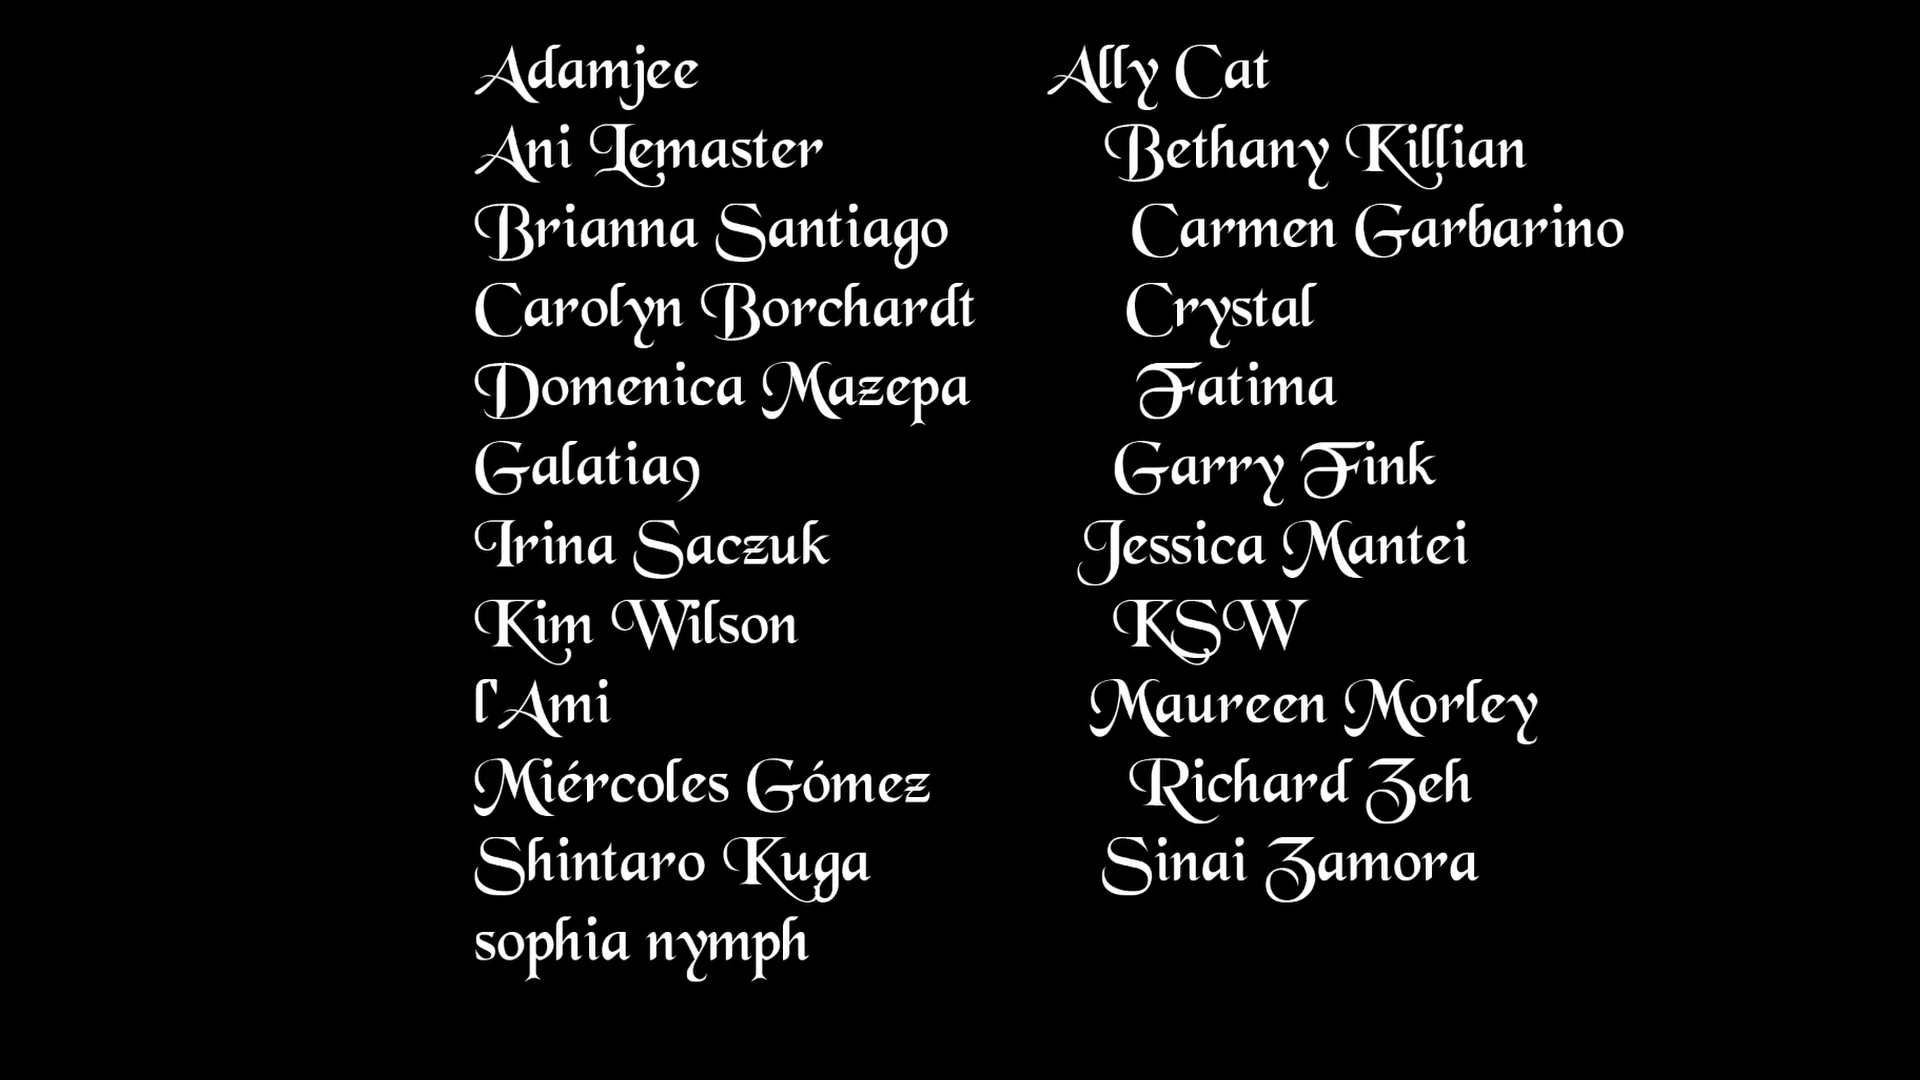 Adamjee Ally Cat
Ani Lemaster Bethany Killian
Brianna Santiago Carmen Garbarino
Carolyn Borchardt Crystal
Domenica Mazepa Fatima
Galatia9 Garry Fink
Irina Saczuk Jessica Mantei
Kim Wilson KSW
l'Ami Maureen Morley
Miércoles Gómez Richard Zeh
Shintaro Kuga Sinai Zamora
sophia nymph